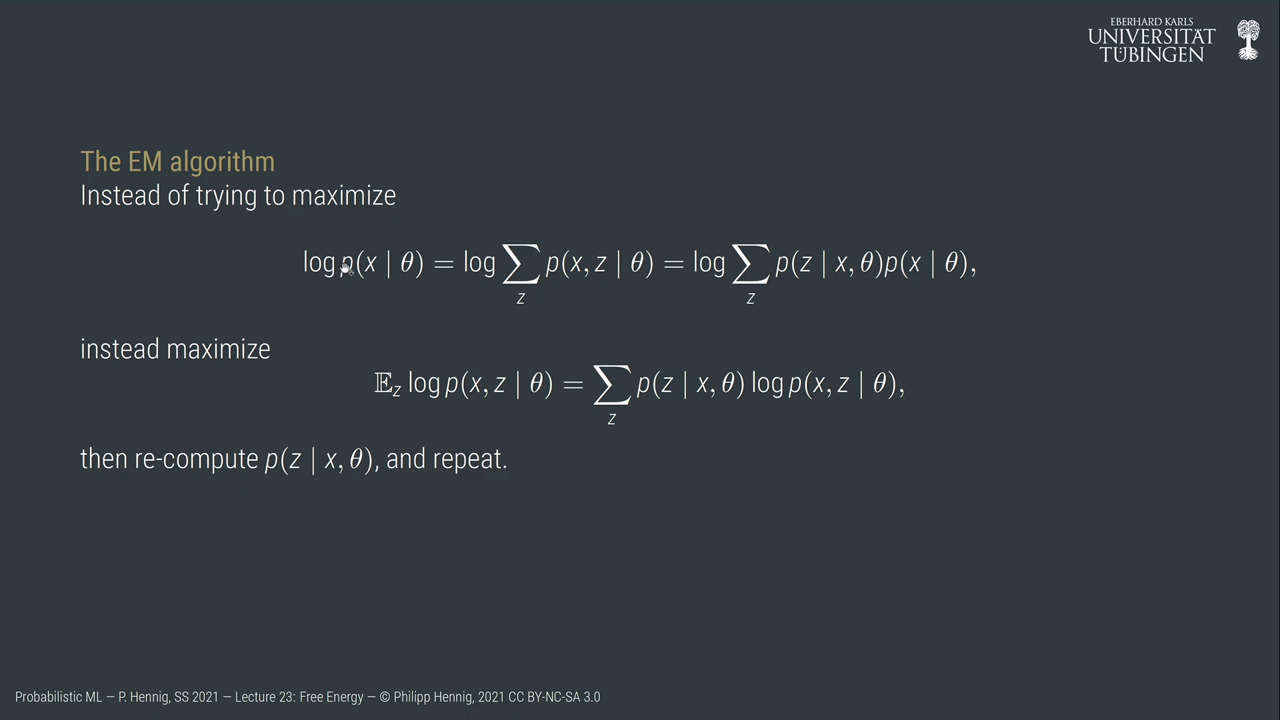 EBERHARD KARLS
UNIVERSITÄT
TÜBINGEN
The EM algorithm
Instead of trying to maximize
log p(x | θ) = log ∑_z p(x, z | θ) = log ∑_z p(z | x, θ)p(x | θ),
instead maximize
𝔼_z log p(x, z | θ) = ∑_z p(z | x, θ) log p(x, z | θ),
then re-compute p(z | x, θ), and repeat.
Probabilistic ML — P. Hennig, SS 2021 — Lecture 23: Free Energy — © Philipp Hennig, 2021 CC BY-NC-SA 3.0